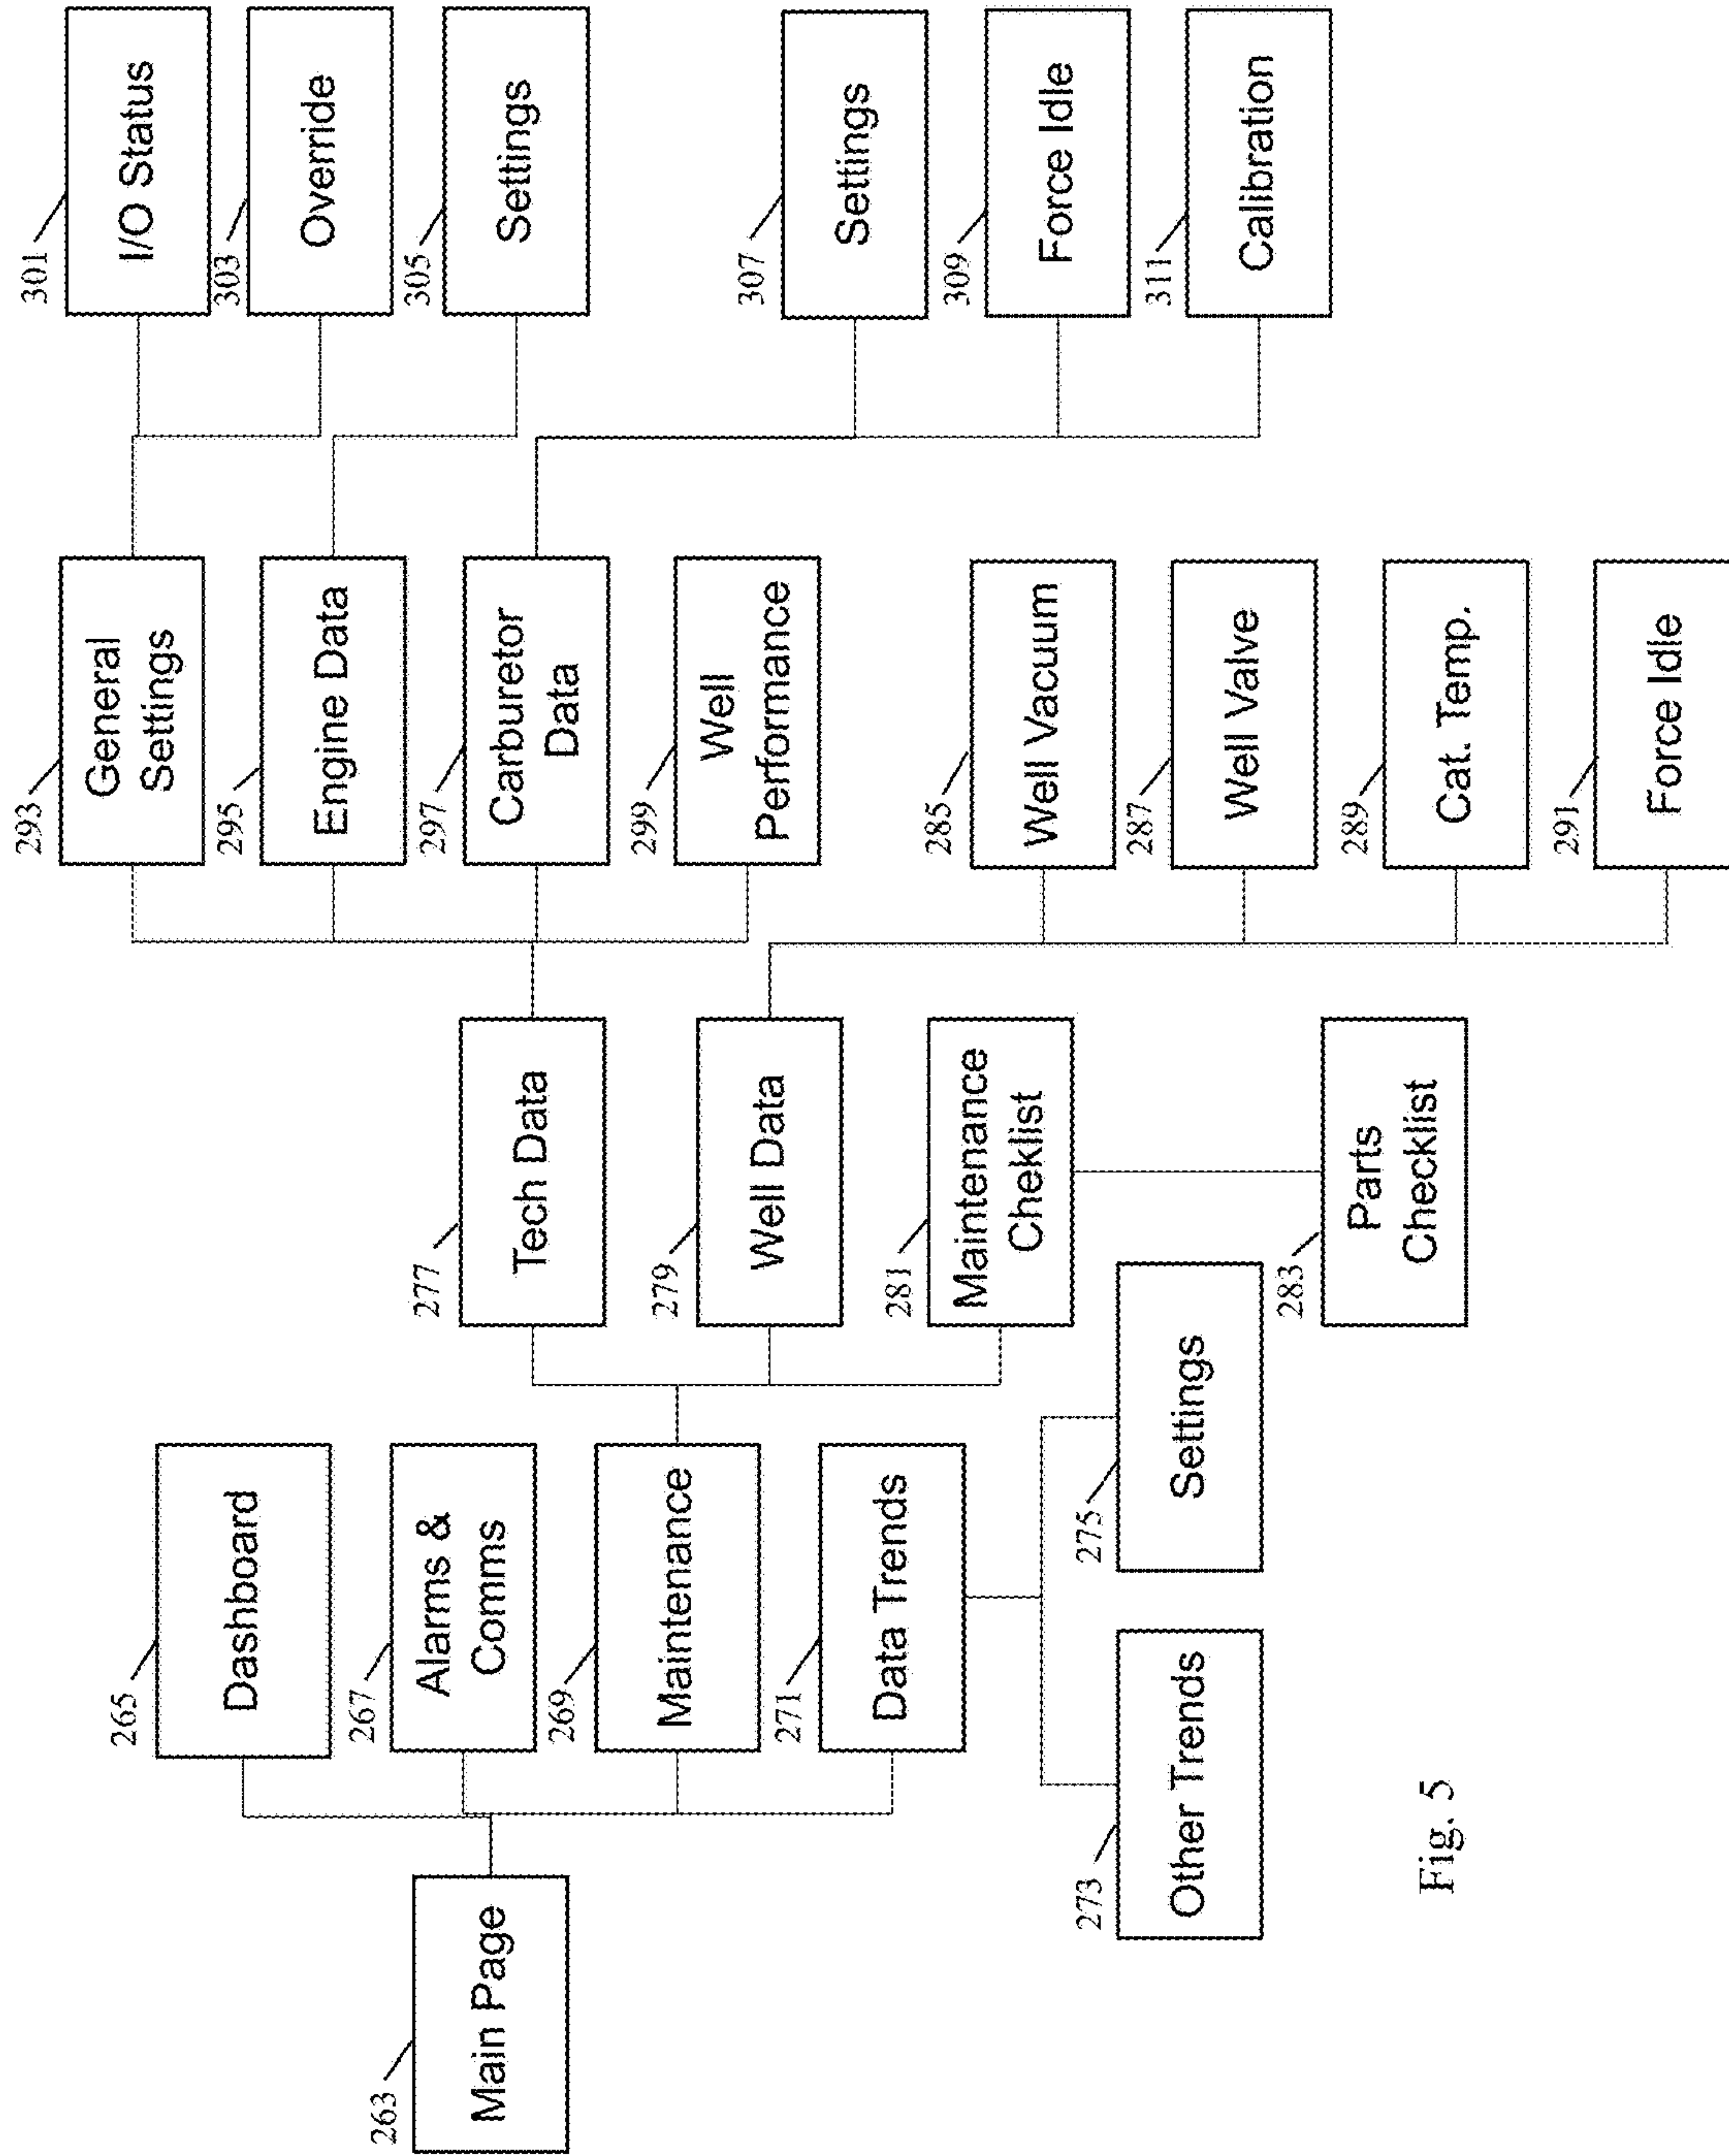 263
Main Page
265
Dashboard
267
Alarms &
Comms
269
Maintenance
271
Data Trends
273
Other Trends
275
Settings
277
Tech Data
279
Well Data
281
Maintenance
Cheklist
283
Parts
Checklist
293
General
Settings
295
Engine Data
297
Carburetor
Data
299
Well
Performance
285
Well Vacuum
287
Well Valve
289
Cat. Temp.
291
Force Idle
301
I/O Status
303
Override
305
Settings
307
Settings
309
Force Idle
311
Calibration
Fig. 5